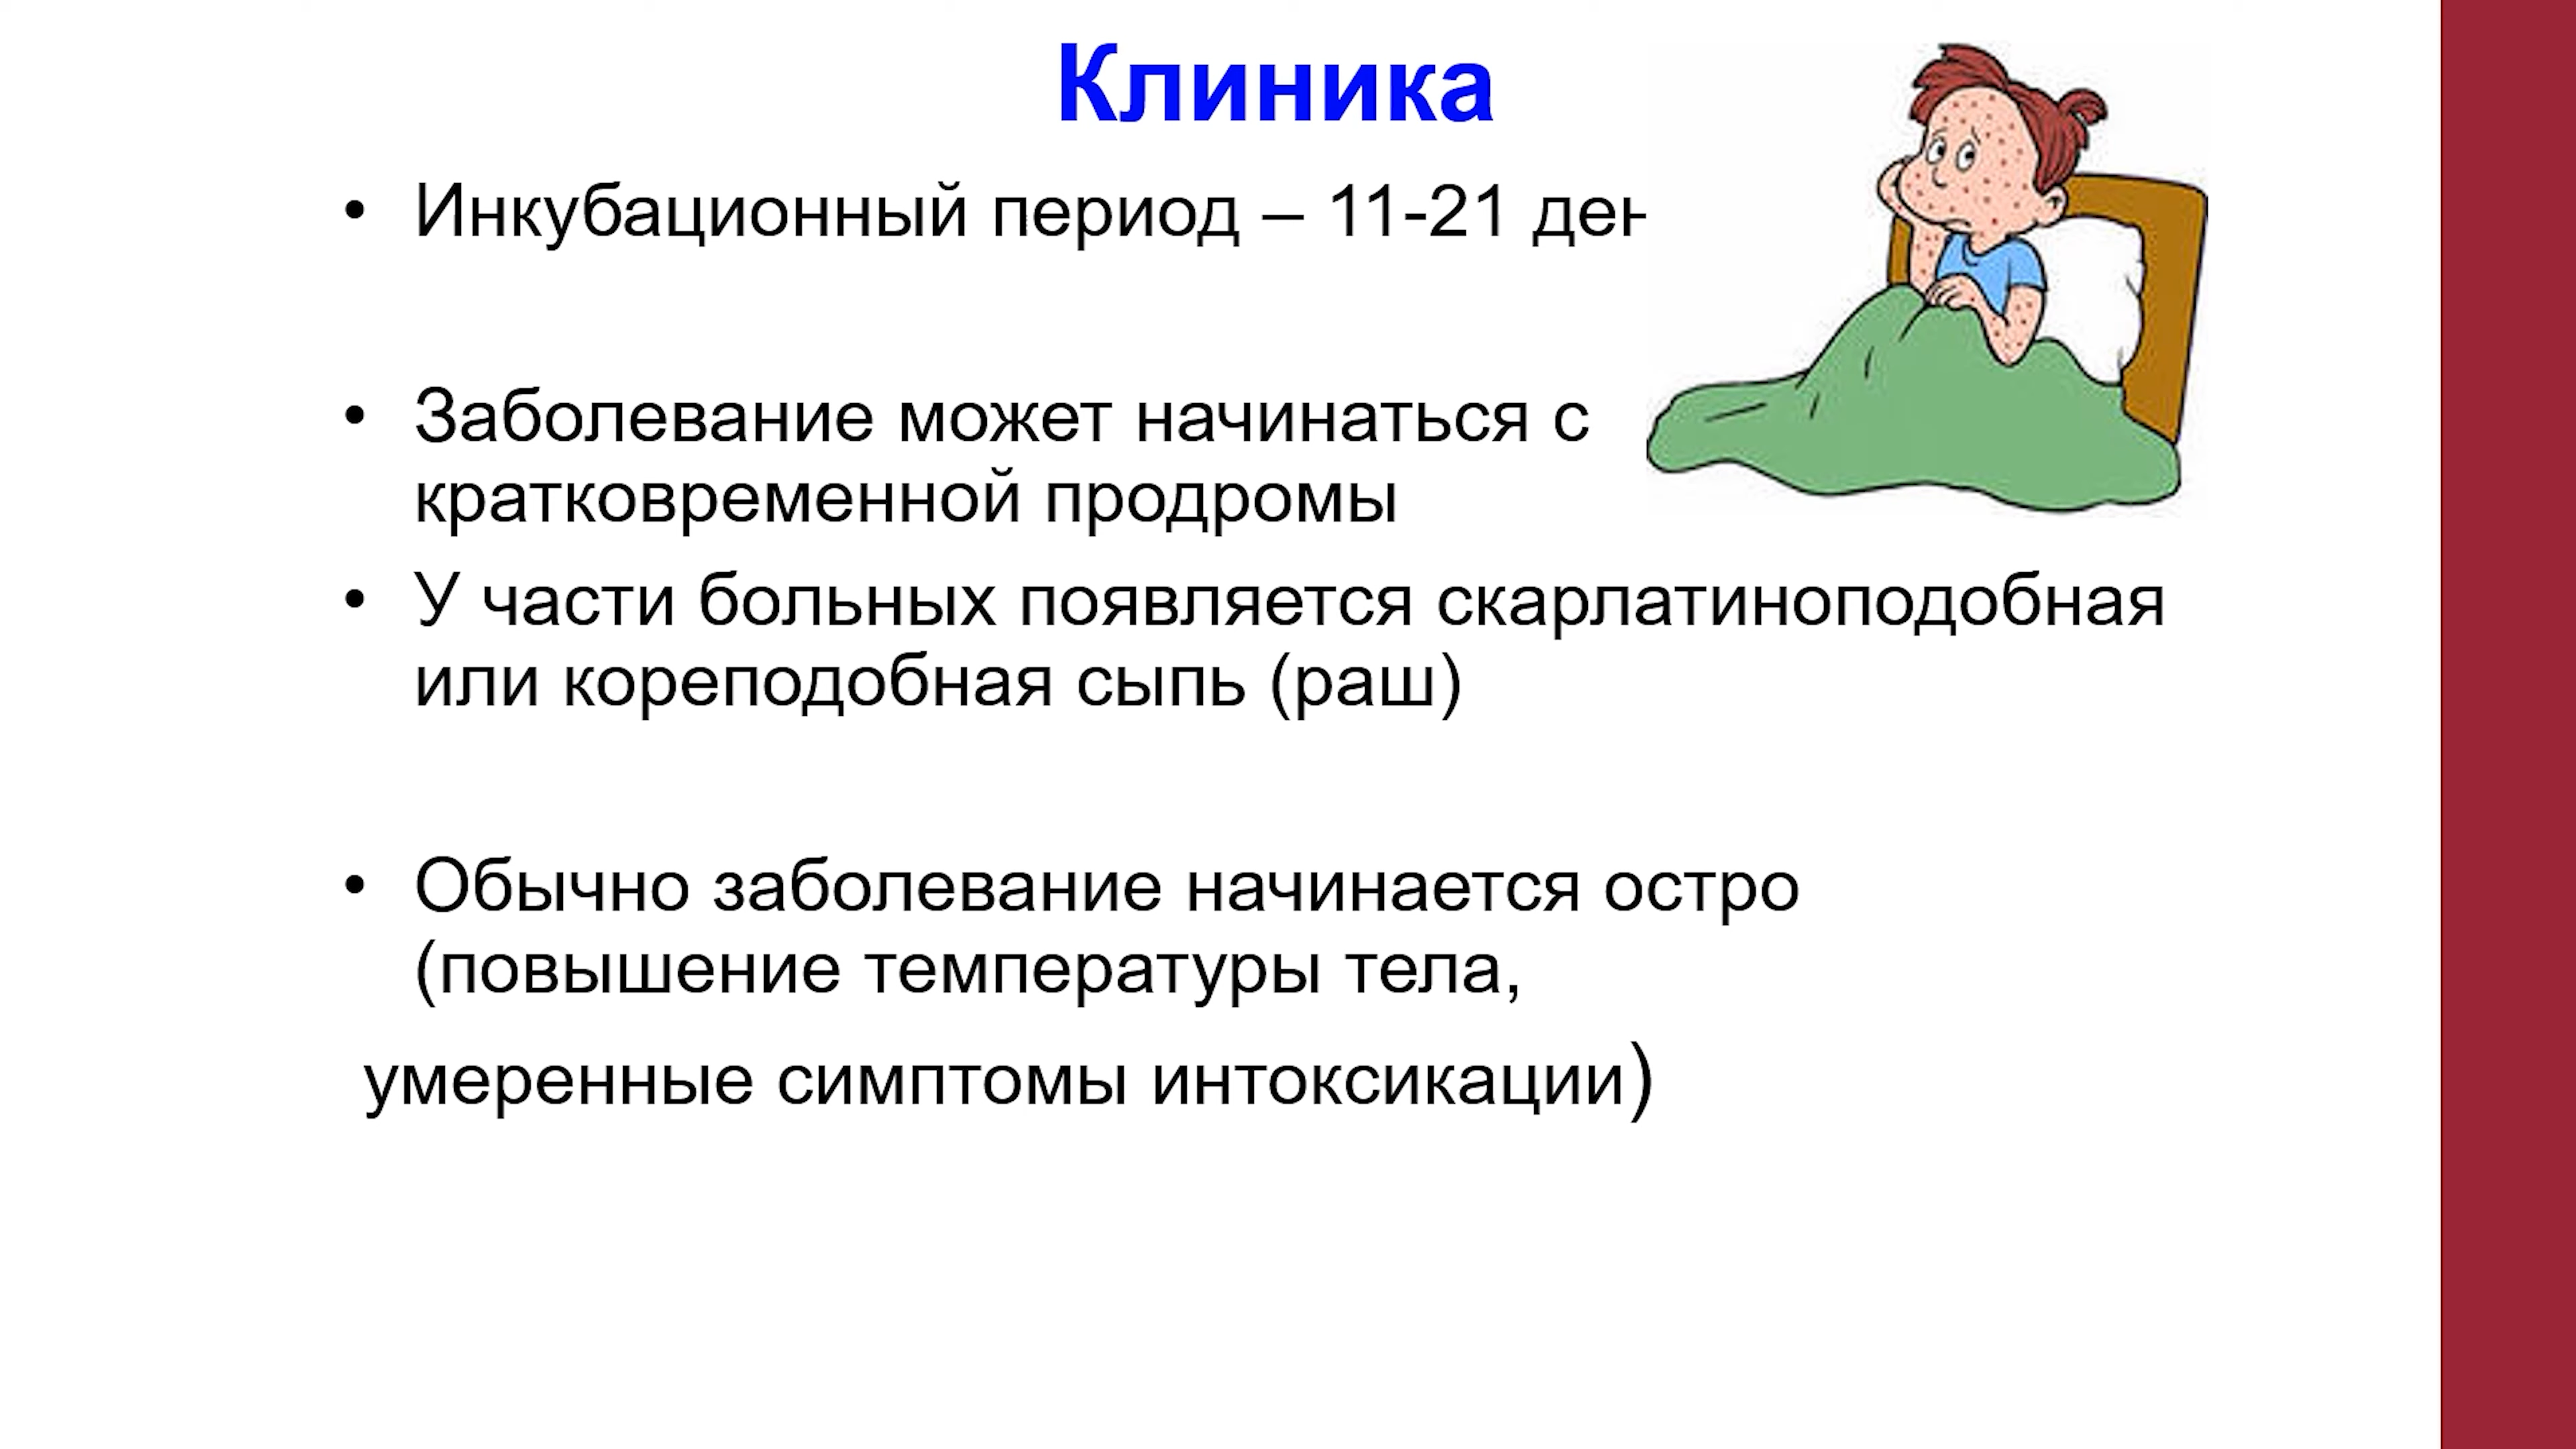 Клиника
• Инкубационный период – 11-21
• Заболевание может начинаться с
кратковременной продромы
• У части больных появляется скарлатиноподобная
или кореподобная сыпь (раш)
• Обычно заболевание начинается остро
(повышение температуры тела,
умеренные симптомы интоксикации)